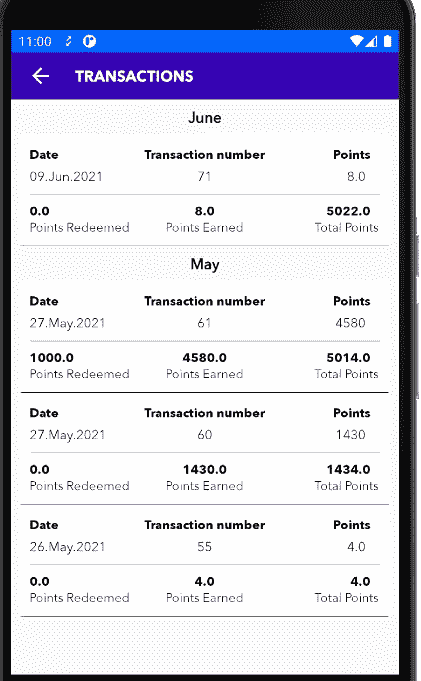 11:00
TRANSACTIONS
June
Date Transaction number Points
09.Jun.2021 71 8.0
0.0 8.0 5022.0
Points Redeemed Points Earned Total Points
May
Date Transaction number Points
27.May.2021 61 4580
1000.0 4580.0 5014.0
Points Redeemed Points Earned Total Points
Date Transaction number Points
27.May.2021 60 1430
0.0 1430.0 1434.0
Points Redeemed Points Earned Total Points
Date Transaction number Points
26.May.2021 55 4.0
0.0 4.0 4.0
Points Redeemed Points Earned Total Points